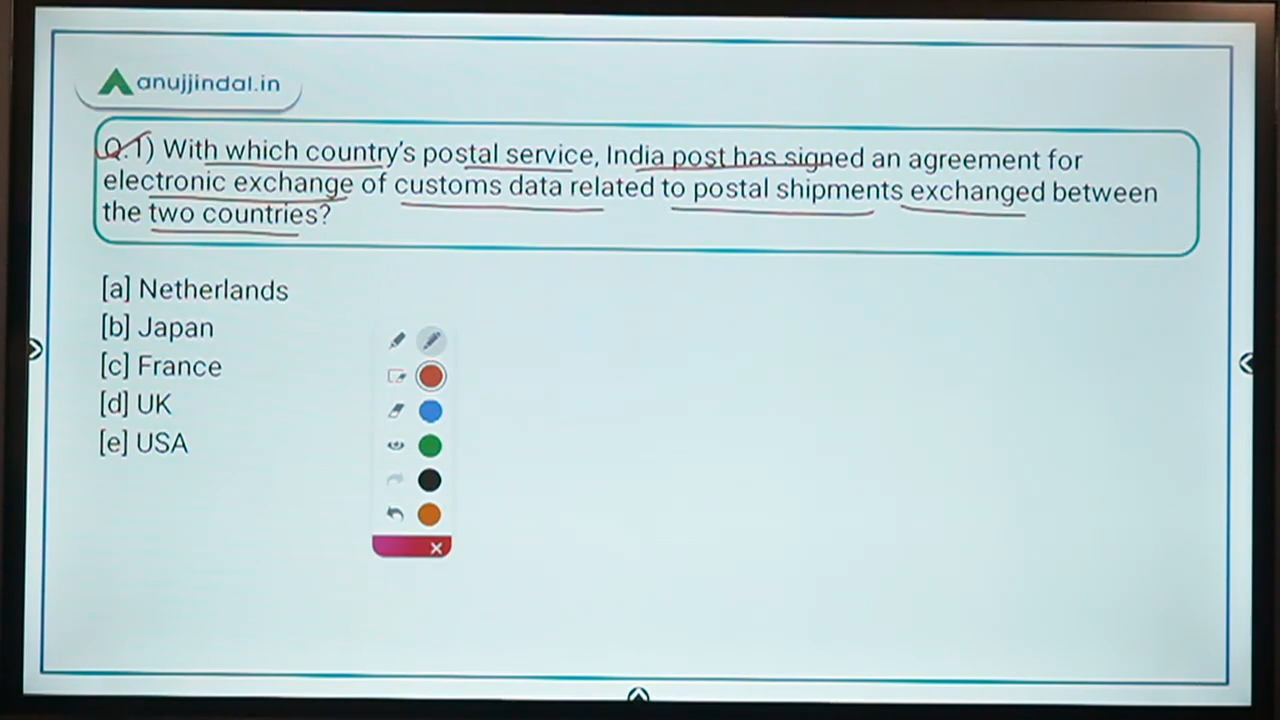 anujjindal.in
Q.1) With which country's postal service, India post has signed an agreement for
electronic exchange of customs data related to postal shipments exchanged between
the two countries?
[a] Netherlands
[b] Japan
[c] France
[d] UK
[e] USA